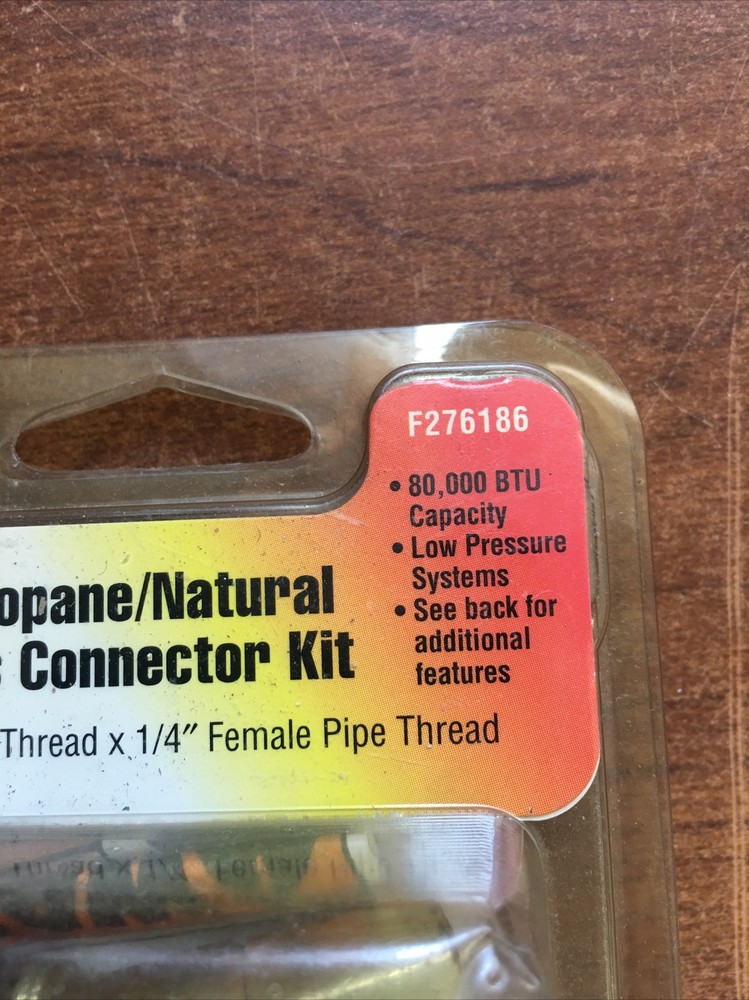 F276186
• 80,000 BTU
Capacity
• Low Pressure
Systems
• See back for
additional
features
opane/Natural
s Connector Kit
Thread x 1/4″ Female Pipe Thread